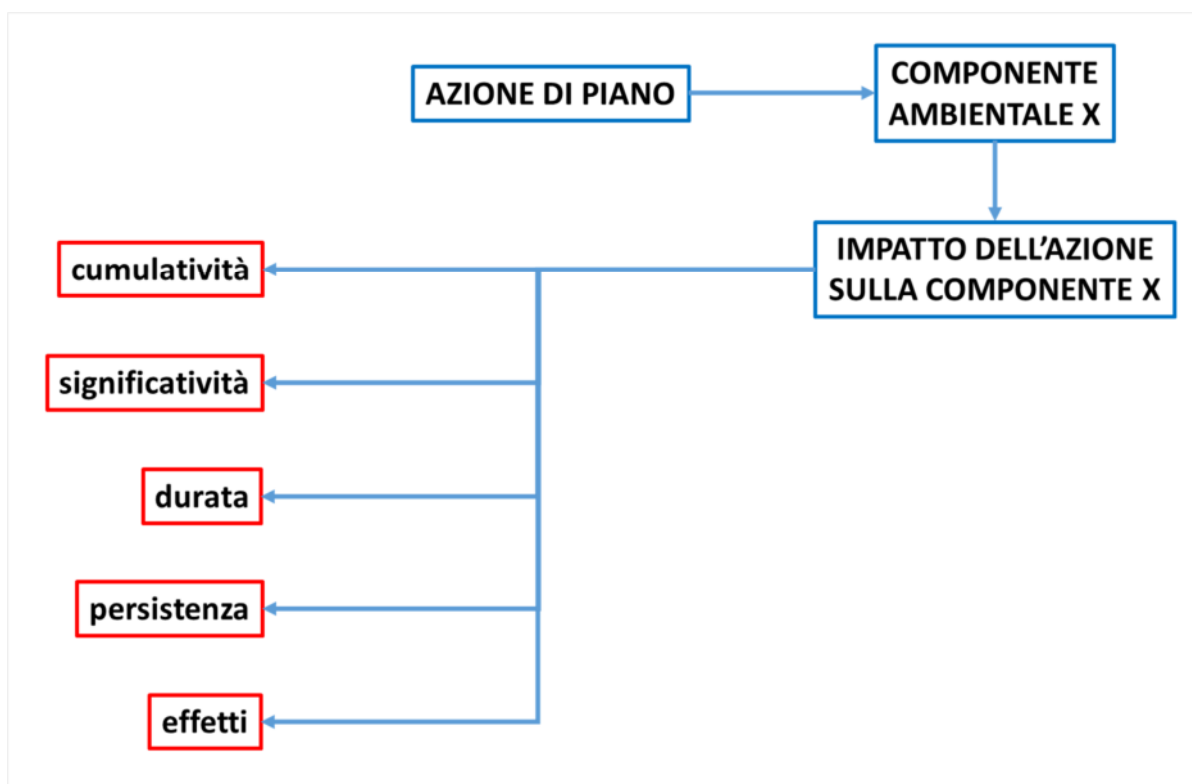 AZIONE DI PIANO
COMPONENTE
AMBIENTALE X
IMPATTO DELL’AZIONE
SULLA COMPONENTE X
cumulatività
significatività
durata
persistenza
effetti